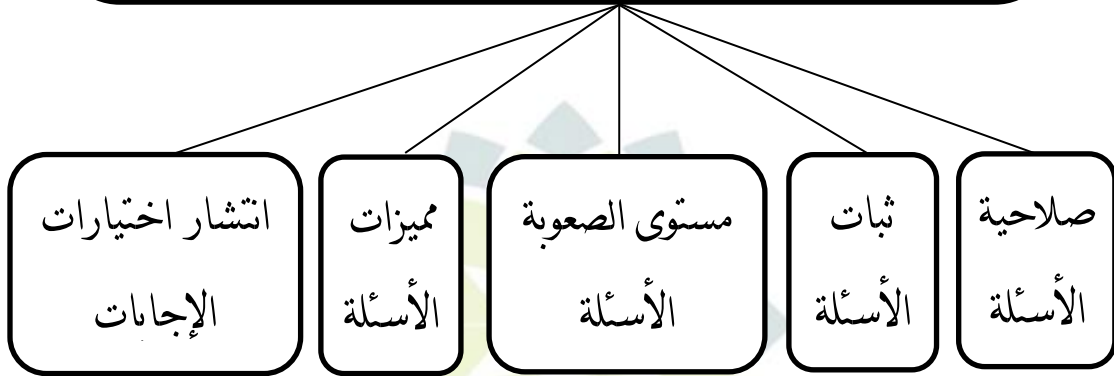 صلاحية
الأسئلة
ثبات
الأسئلة
مستوى الصعوبة
الأسئلة
مميزات
الأسئلة
انتشار اختيارات
الإجابات